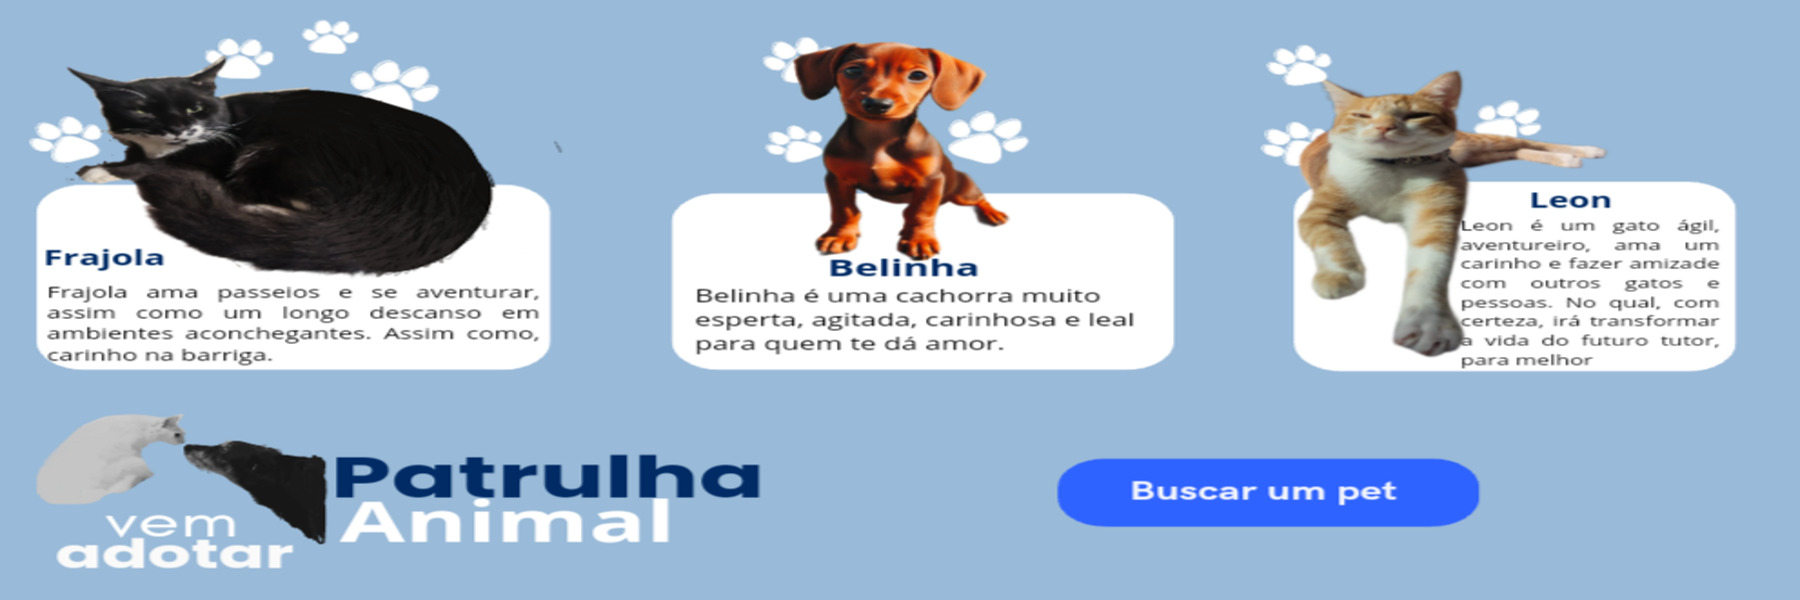 Frajola
Frajola ama passeios e se aventurar,
assim como um longo descanso em
ambientes aconchegantes. Assim como,
carinho na barriga.
Belinha
Belinha é uma cachorra muito
esperta, agitada, carinhosa e leal
para quem te dá amor.
Leon
Leon é um gato ágil,
aventureiro, ama um
carinho e fazer amizade
com outros gatos e
pessoas. No qual, com
certeza, irá transformar
a vida do futuro tutor,
para melhor
vem
adotar
Patrulha
Animal
Buscar um pet